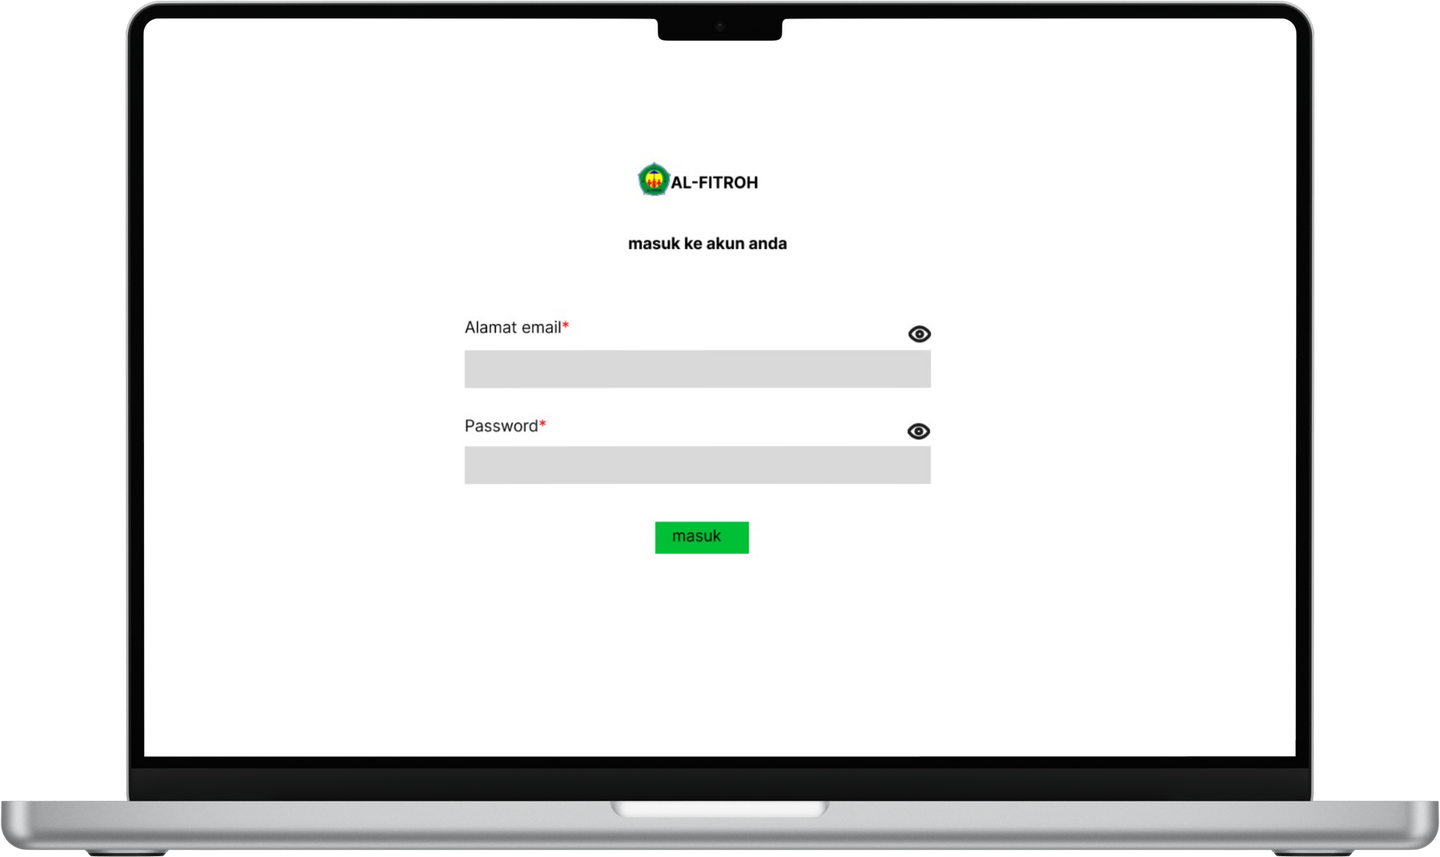 AL-FITROH
masuk ke akun anda
Alamat email*
Password*
masuk